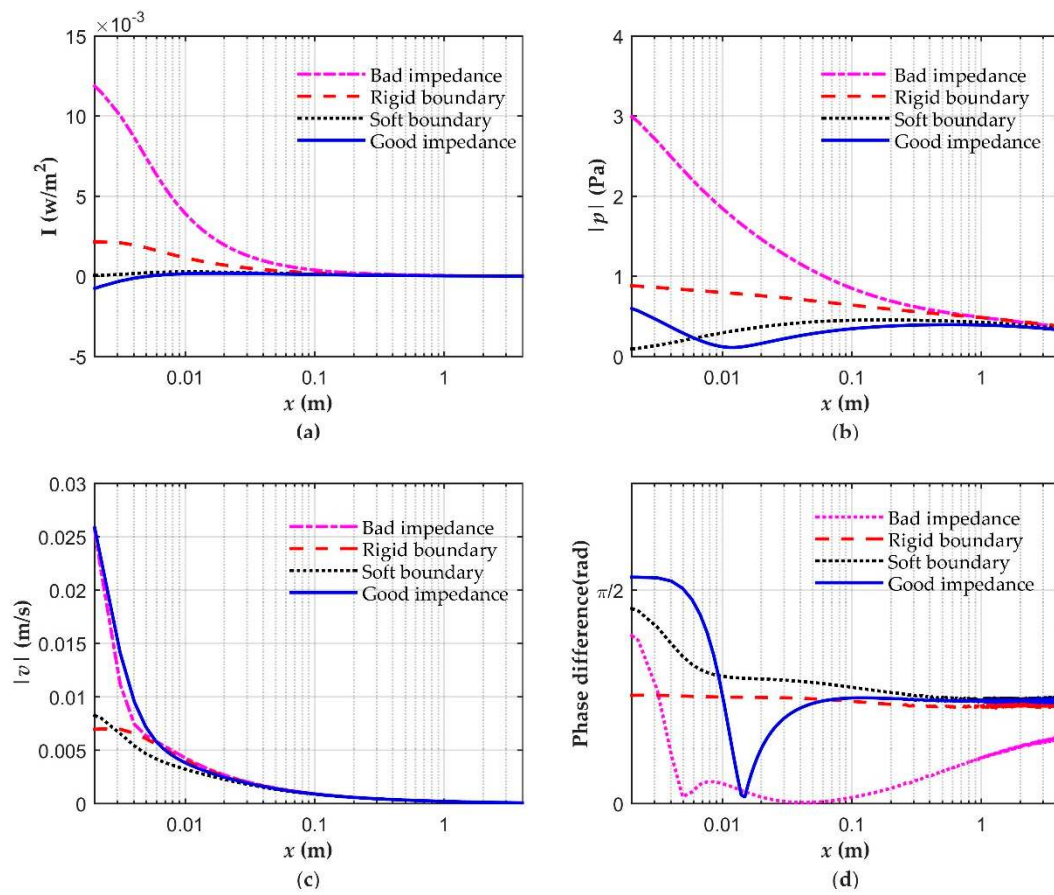 ×10⁻³
15
10
5
0
-5
I (w/m²)
Bad impedance
Rigid boundary
Soft boundary
Good impedance
0.01 0.1 1
x (m)
(a)
4
3
2
1
0
|p| (Pa)
Bad impedance
Rigid boundary
Soft boundary
Good impedance
0.01 0.1 1
x (m)
(b)
0.03
0.025
0.02
0.015
0.01
0.005
0
|v| (m/s)
Bad impedance
Rigid boundary
Soft boundary
Good impedance
0.01 0.1 1
x (m)
(c)
π/2
0
Phase difference(rad)
Bad impedance
Rigid boundary
Soft boundary
Good impedance
0.01 0.1 1
x (m)
(d)